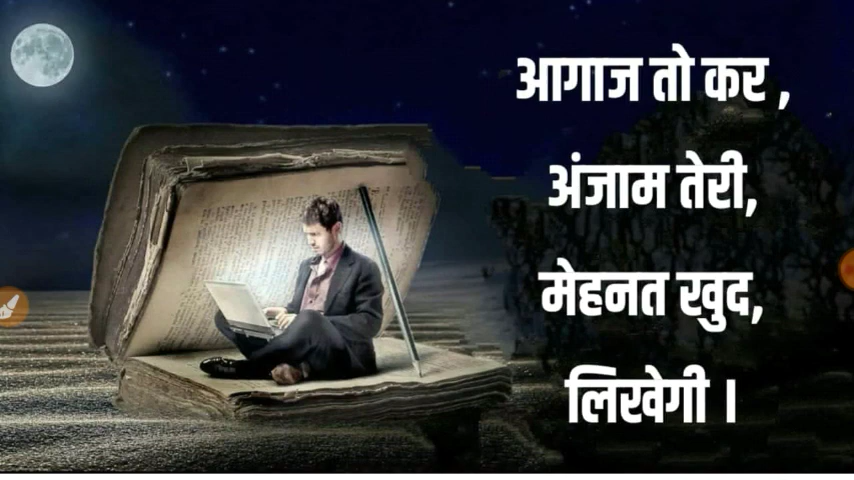 आगाज तो कर ,
अंजाम तेरी,
मेहनत खुद,
लिखेगी ।